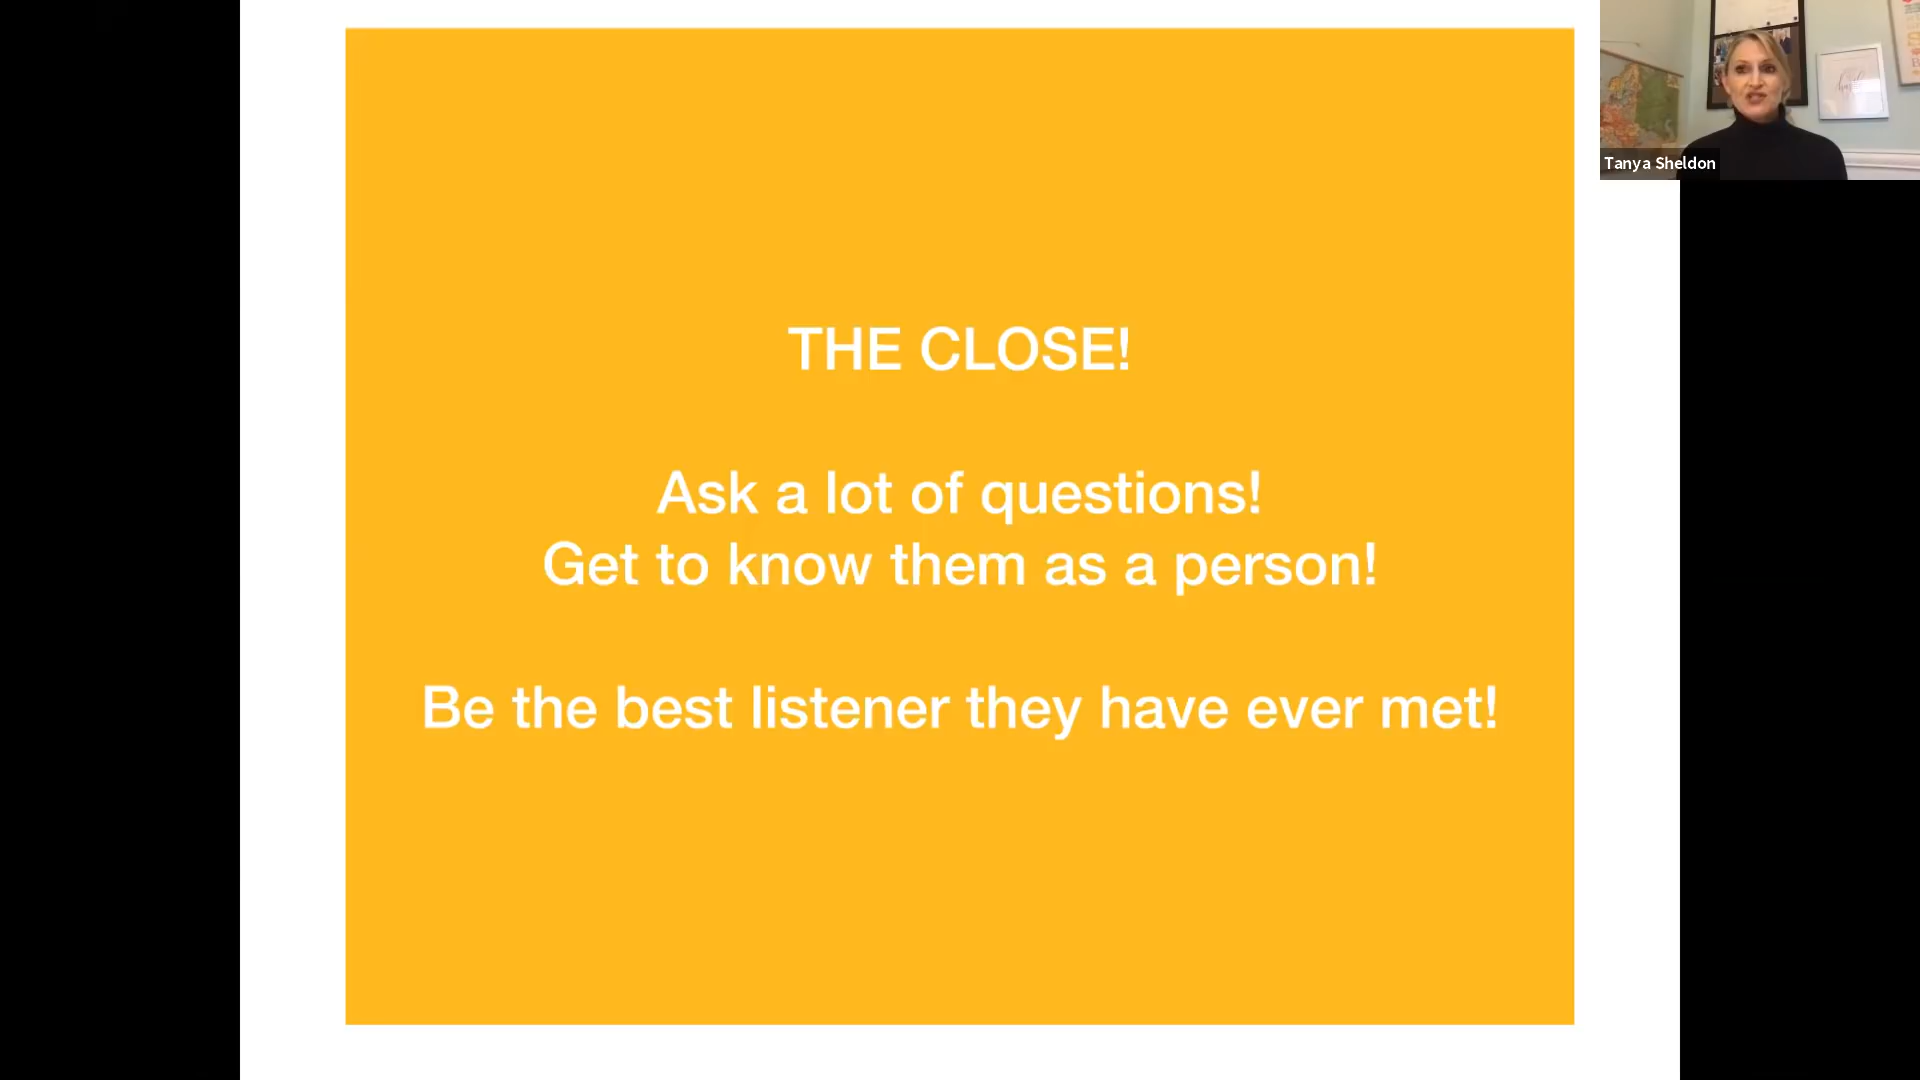 THE CLOSE!
Ask a lot of questions!
Get to know them as a person!
Be the best listener they have ever met!
Tanya Sheldon